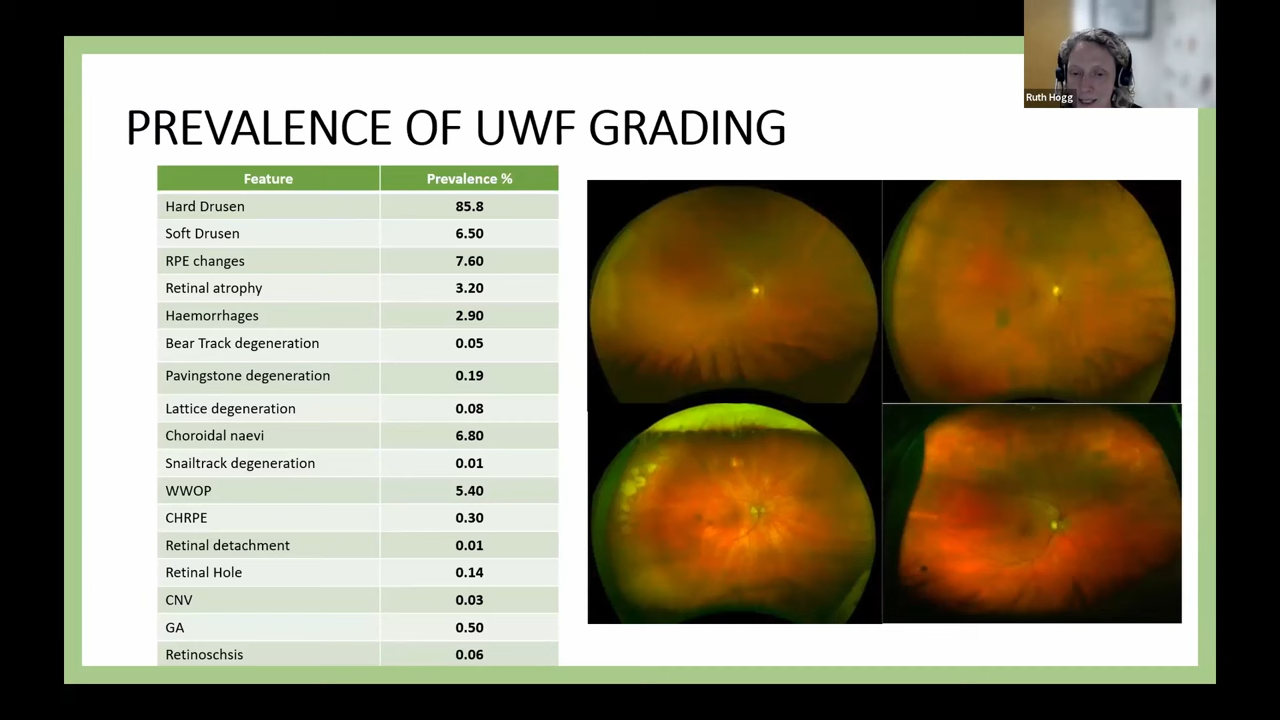 Ruth Hogg
PREVALENCE OF UWF GRADING
Feature Prevalence %
Hard Drusen 85.8
Soft Drusen 6.50
RPE changes 7.60
Retinal atrophy 3.20
Haemorrhages 2.90
Bear Track degeneration 0.05
Pavingstone degeneration 0.19
Lattice degeneration 0.08
Choroidal naevi 6.80
Snailtrack degeneration 0.01
WWOP 5.40
CHRPE 0.30
Retinal detachment 0.01
Retinal Hole 0.14
CNV 0.03
GA 0.50
Retinoschsis 0.06